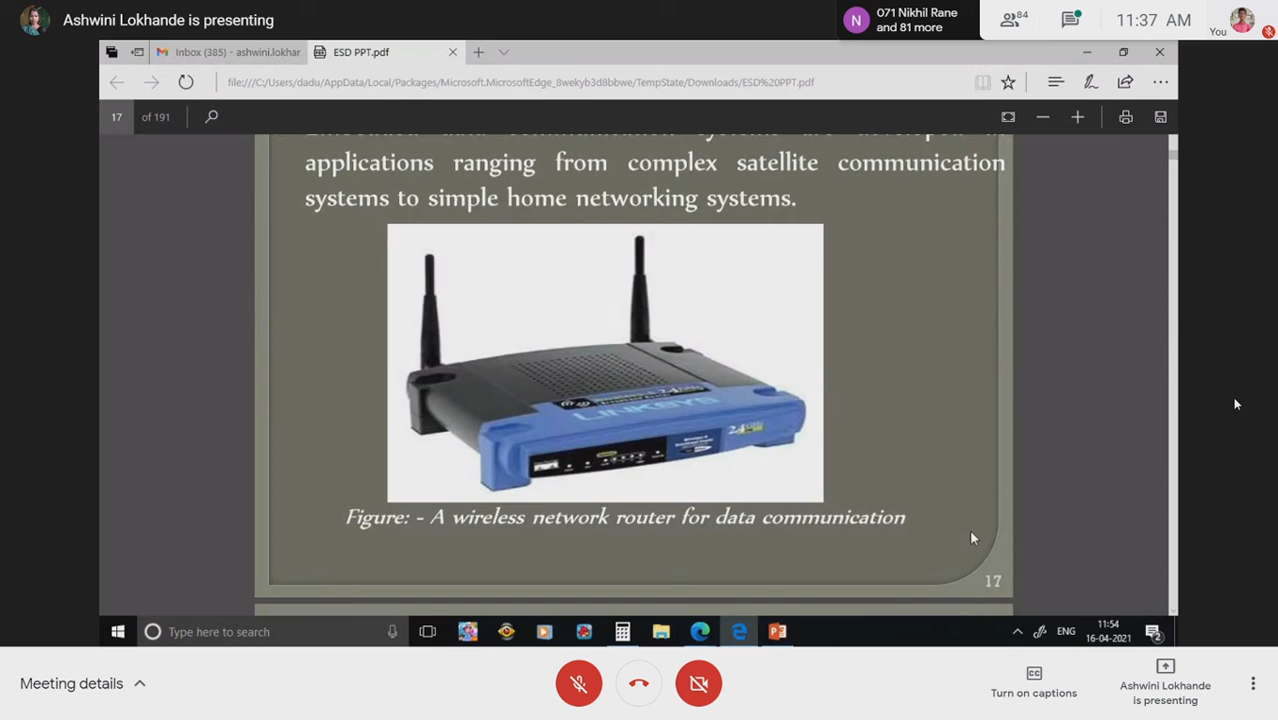 Ashwini Lokhande is presenting
N
071 Nikhil Rane
and 81 more
84
11:37 AM
You
Inbox (385) - ashwini.lokhar
ESD PPT.pdf
file:///C:/Users/dadu/AppData/Local/Packages/Microsoft.MicrosoftEdge_8wekyb3d8bbwe/TempState/Downloads/ESD%20PPT.pdf
17 of 191
applications ranging from complex satellite communication
systems to simple home networking systems.
LINKSYS
Figure: - A wireless network router for data communication
17
Type here to search
ENG
11:54
16-04-2021
2
Meeting details
CC
Turn on captions
Ashwini Lokhande
is presenting